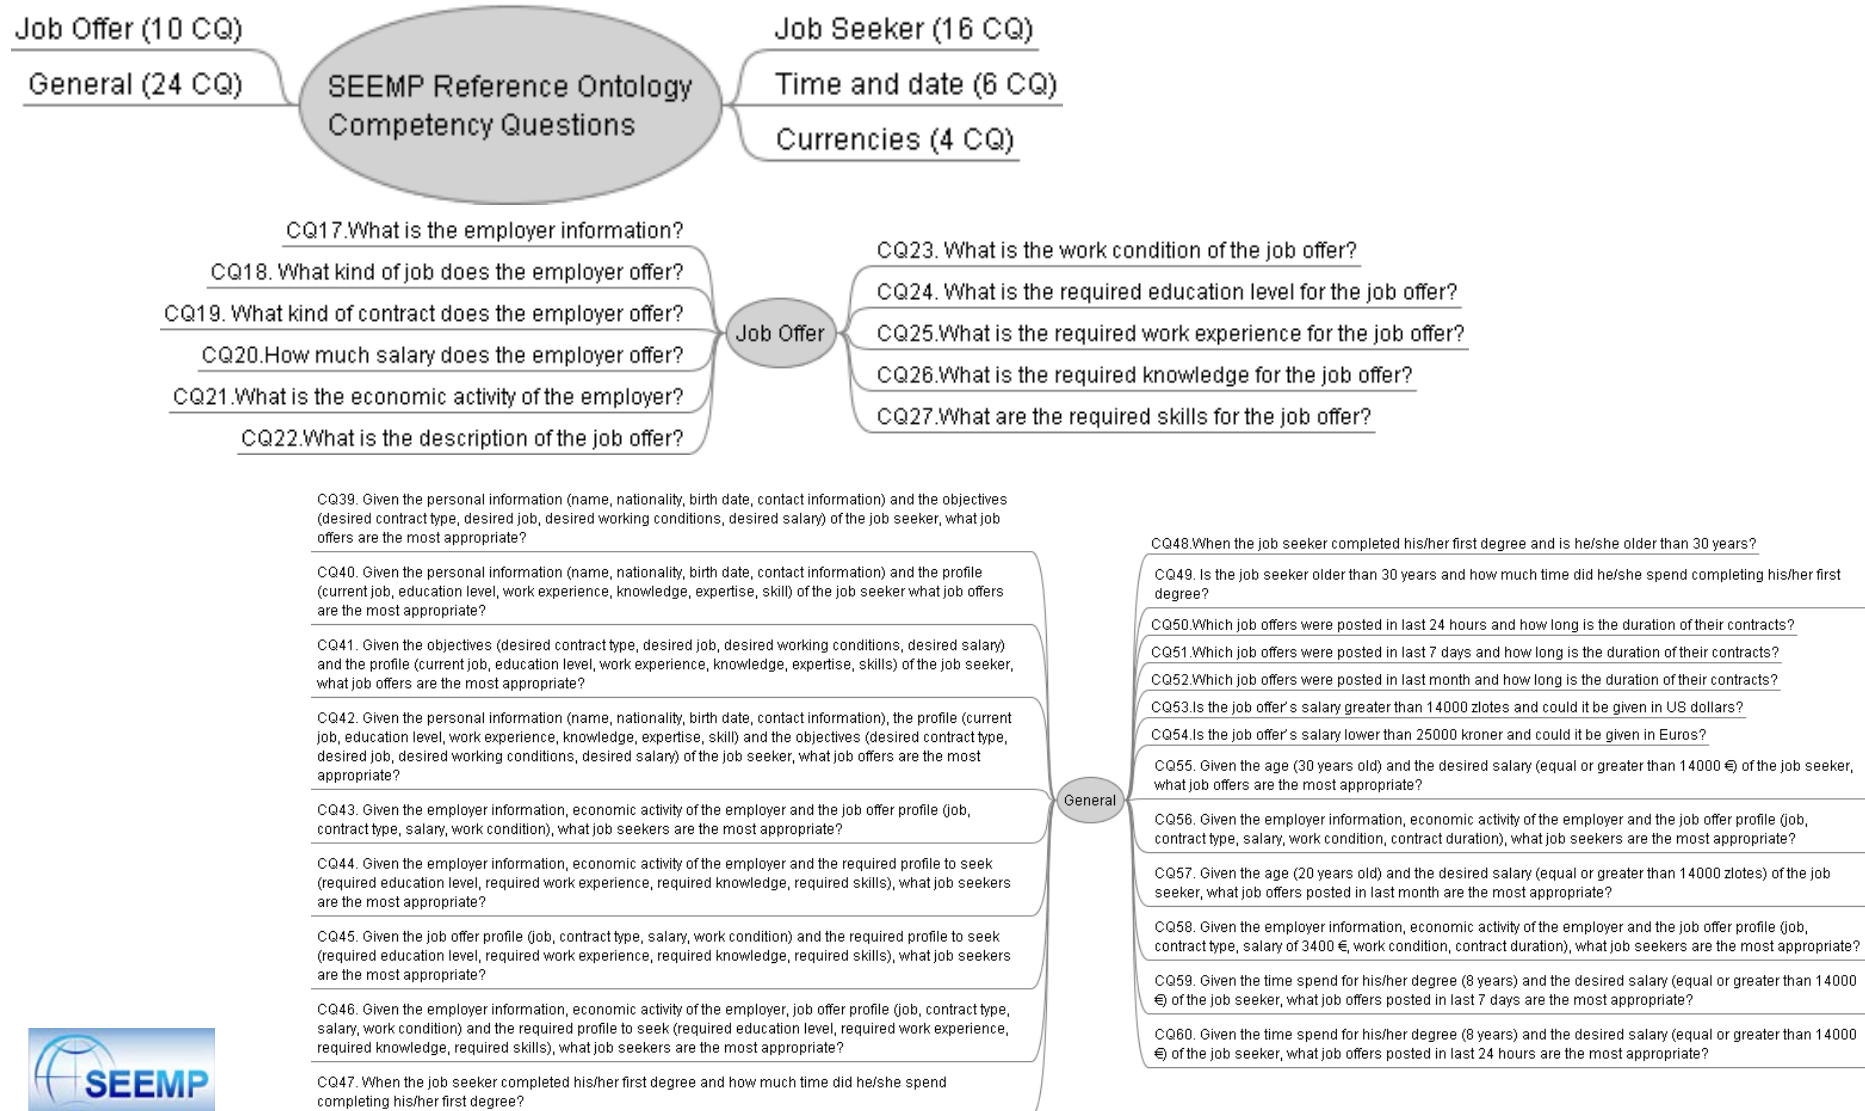 Job Offer (10 CQ)
General (24 CQ)
SEEMP Reference Ontology
Competency Questions
Job Seeker (16 CQ)
Time and date (6 CQ)
Currencies (4 CQ)
CQ17.What is the employer information?
CQ18. What kind of job does the employer offer?
CQ19. What kind of contract does the employer offer?
CQ20.How much salary does the employer offer?
CQ21.What is the economic activity of the employer?
CQ22.What is the description of the job offer?
Job Offer
CQ23. What is the work condition of the job offer?
CQ24. What is the required education level for the job offer?
CQ25.What is the required work experience for the job offer?
CQ26.What is the required knowledge for the job offer?
CQ27.What are the required skills for the job offer?
CQ39. Given the personal information (name, nationality, birth date, contact information) and the objectives
(desired contract type, desired job, desired working conditions, desired salary) of the job seeker, what job
offers are the most appropriate?
CQ40. Given the personal information (name, nationality, birth date, contact information) and the profile
(current job, education level, work experience, knowledge, expertise, skill) of the job seeker what job offers
are the most appropriate?
CQ41. Given the objectives (desired contract type, desired job, desired working conditions, desired salary)
and the profile (current job, education level, work experience, knowledge, expertise, skills) of the job seeker,
what job offers are the most appropriate?
CQ42. Given the personal information (name, nationality, birth date, contact information), the profile (current
job, education level, work experience, knowledge, expertise, skill) and the objectives (desired contract type,
desired job, desired working conditions, desired salary) of the job seeker, what job offers are the most
appropriate?
CQ43. Given the employer information, economic activity of the employer and the job offer profile (job,
contract type, salary, work condition), what job seekers are the most appropriate?
CQ44. Given the employer information, economic activity of the employer and the required profile to seek
(required education level, required work experience, required knowledge, required skills), what job seekers
are the most appropriate?
CQ45. Given the job offer profile (job, contract type, salary, work condition) and the required profile to seek
(required education level, required work experience, required knowledge, required skills), what job seekers
are the most appropriate?
CQ46. Given the employer information, economic activity of the employer, job offer profile (job, contract type,
salary, work condition) and the required profile to seek (required education level, required work experience,
required knowledge, required skills), what job seekers are the most appropriate?
CQ47. When the job seeker completed his/her first degree and how much time did he/she spend
completing his/her first degree?
General
CQ48.When the job seeker completed his/her first degree and is he/she older than 30 years?
CQ49. Is the job seeker older than 30 years and how much time did he/she spend completing his/her first
degree?
CQ50.Which job offers were posted in last 24 hours and how long is the duration of their contracts?
CQ51.Which job offers were posted in last 7 days and how long is the duration of their contracts?
CQ52.Which job offers were posted in last month and how long is the duration of their contracts?
CQ53.Is the job offer's salary greater than 14000 zlotes and could it be given in US dollars?
CQ54.Is the job offer's salary lower than 25000 kroner and could it be given in Euros?
CQ55. Given the age (30 years old) and the desired salary (equal or greater than 14000 €) of the job seeker,
what job offers are the most appropriate?
CQ56. Given the employer information, economic activity of the employer and the job offer profile (job,
contract type, salary, work condition, contract duration), what job seekers are the most appropriate?
CQ57. Given the age (20 years old) and the desired salary (equal or greater than 14000 zlotes) of the job
seeker, what job offers posted in last month are the most appropriate?
CQ58. Given the employer information, economic activity of the employer and the job offer profile (job,
contract type, salary of 3400 €, work condition, contract duration), what job seekers are the most appropriate?
CQ59. Given the time spend for his/her degree (8 years) and the desired salary (equal or greater than 14000
€) of the job seeker, what job offers posted in last 7 days are the most appropriate?
CQ60. Given the time spend for his/her degree (8 years) and the desired salary (equal or greater than 14000
€) of the job seeker, what job offers posted in last 24 hours are the most appropriate?
SEEMP